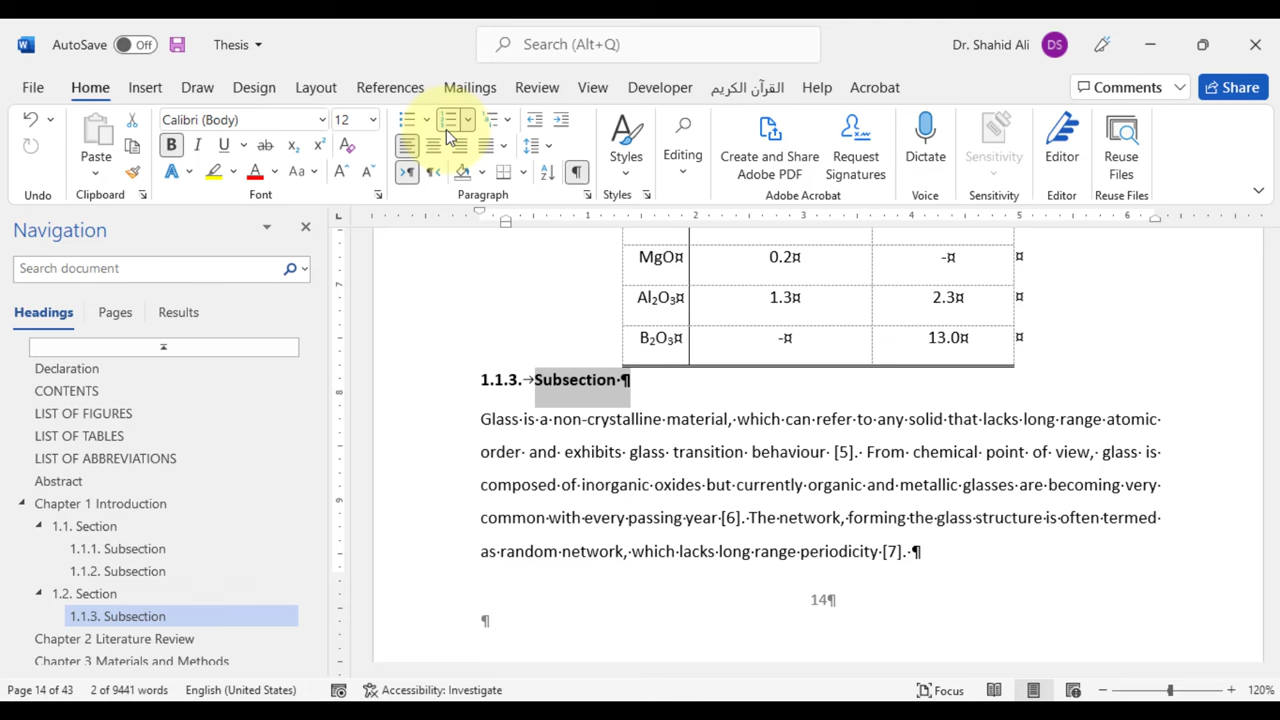 AutoSave Off Thesis Search (Alt+Q) Dr. Shahid Ali DS
File Home Insert Draw Design Layout References Mailings Review View Developer القرآن الكريم Help Acrobat Comments Share
Calibri (Body) 12
Paste Styles Editing Create and Share Adobe PDF Request Signatures Dictate Sensitivity Editor Reuse Files
Undo Clipboard Font Paragraph Styles Adobe Acrobat Voice Sensitivity Editor Reuse Files
Navigation
Search document
Headings Pages Results
Declaration
CONTENTS
LIST OF FIGURES
LIST OF TABLES
LIST OF ABBREVIATIONS
Abstract
Chapter 1 Introduction
1.1. Section
1.1.1. Subsection
1.1.2. Subsection
1.2. Section
1.1.3. Subsection
Chapter 2 Literature Review
Chapter 3 Materials and Methods
1 2 3 4 5 6
7
8
9
MgO¤ 0.2¤ -¤ ¤
Al₂O₃¤ 1.3¤ 2.3¤ ¤
B₂O₃¤ -¤ 13.0¤ ¤
1.1.3.→Subsection·¶
Glass·is·a·non-crystalline·material,·which·can·refer·to·any·solid·that·lacks·long·range·atomic·
order· and· exhibits· glass· transition· behaviour· [5].· From· chemical· point· of· view,· glass· is·
composed·of·inorganic·oxides·but·currently·organic·and·metallic·glasses·are·becoming·very·
common·with·every·passing·year·[6].·The·network,·forming·the·glass·structure·is·often·termed·
as·random·network,·which·lacks·long·range·periodicity·[7].·¶
14¶
¶
Page 14 of 43 2 of 9441 words English (United States) Accessibility: Investigate Focus 120%